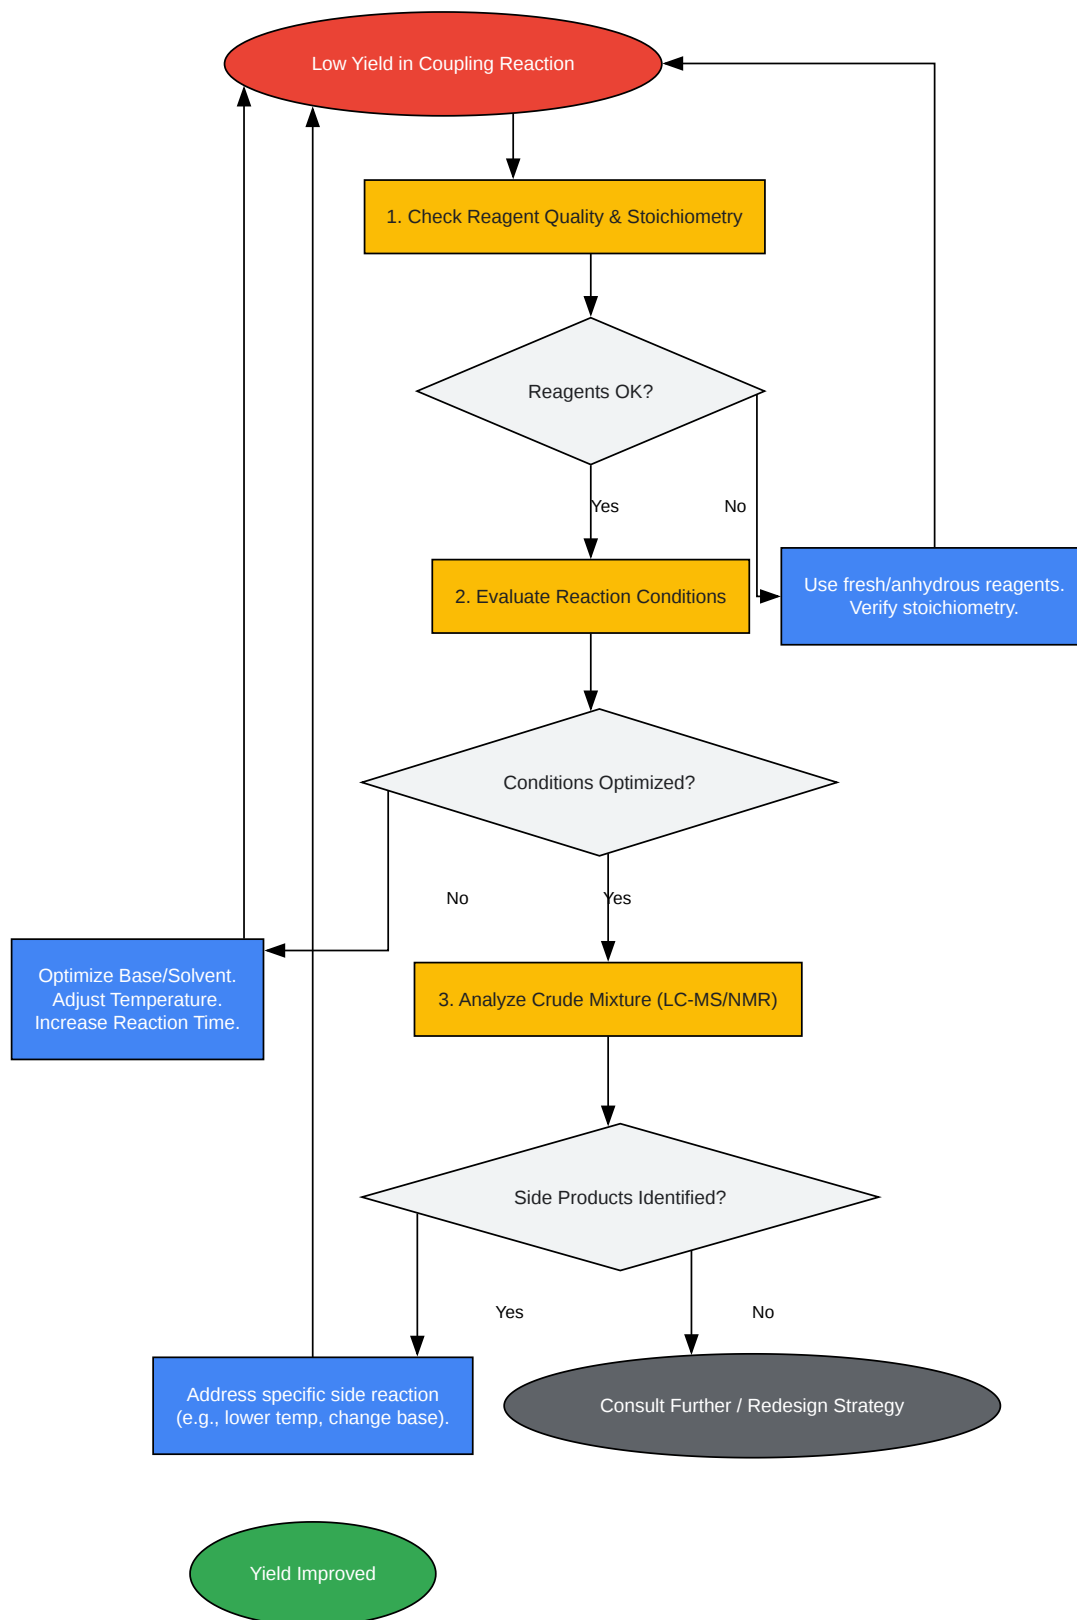 Low Yield in Coupling Reaction
1. Check Reagent Quality & Stoichiometry
Reagents OK?
Yes
No
Use fresh/anhydrous reagents.
Verify stoichiometry.
2. Evaluate Reaction Conditions
Conditions Optimized?
No
Yes
Optimize Base/Solvent.
Adjust Temperature.
Increase Reaction Time.
3. Analyze Crude Mixture (LC-MS/NMR)
Side Products Identified?
Yes
No
Address specific side reaction
(e.g., lower temp, change base).
Consult Further / Redesign Strategy
Yield Improved